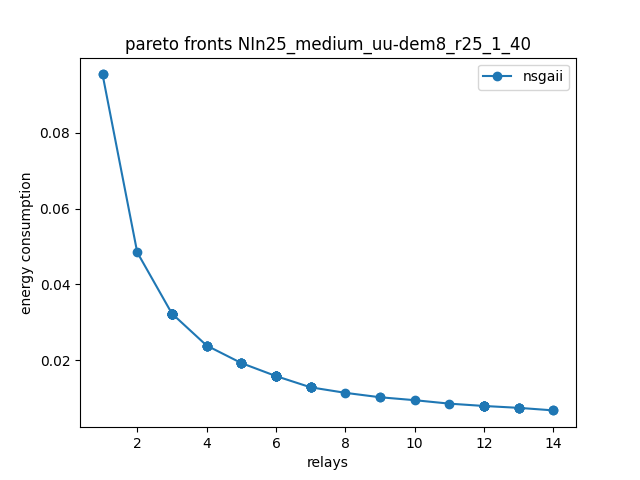 pareto fronts NIn25_medium_uu-dem8_r25_1_40
nsgaii
energy consumption
0.08
0.06
0.04
0.02
2 4 6 8 10 12 14
relays